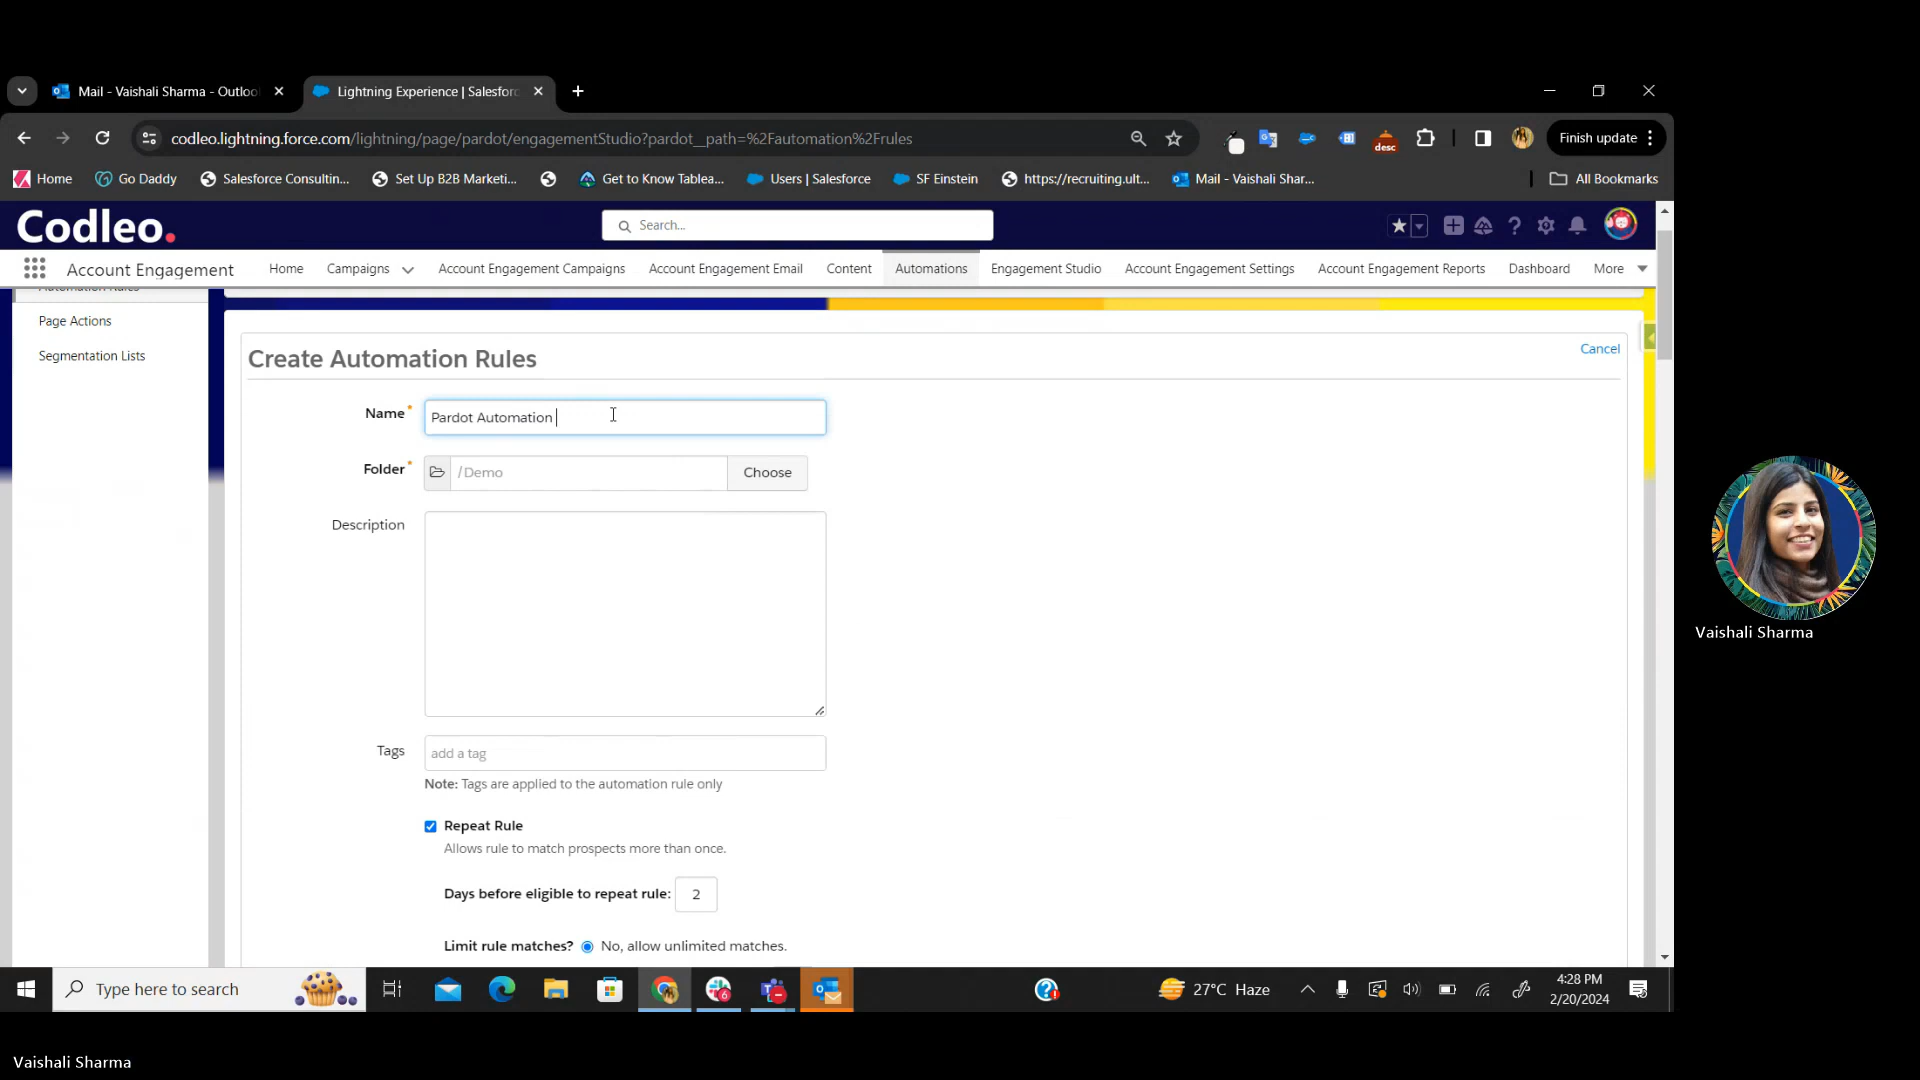 Mail - Vaishali Sharma - Outloo
Lightning Experience | Salesforc
codleo.lightning.force.com/lightning/page/pardot/engagementStudio?pardot__path=%2Fautomation%2Frules
desc
Finish update
Home
Go Daddy
Salesforce Consultin...
Set Up B2B Marketi...
Get to Know Tablea...
Users | Salesforce
SF Einstein
https://recruiting.ult...
Mail - Vaishali Shar...
All Bookmarks
Codleo.
Search...
Account Engagement
Home
Campaigns
Account Engagement Campaigns
Account Engagement Email
Content
Automations
Engagement Studio
Account Engagement Settings
Account Engagement Reports
Dashboard
More
Automation Rules
Page Actions
Segmentation Lists
Create Automation Rules
Cancel
Name *
Pardot Automation
Folder *
/Demo
Choose
Description
Tags
add a tag
Note: Tags are applied to the automation rule only
Repeat Rule
Allows rule to match prospects more than once.
Days before eligible to repeat rule: 2
Limit rule matches? No, allow unlimited matches.
Vaishali Sharma
Type here to search
6
27°C Haze
4:28 PM
2/20/2024
Vaishali Sharma